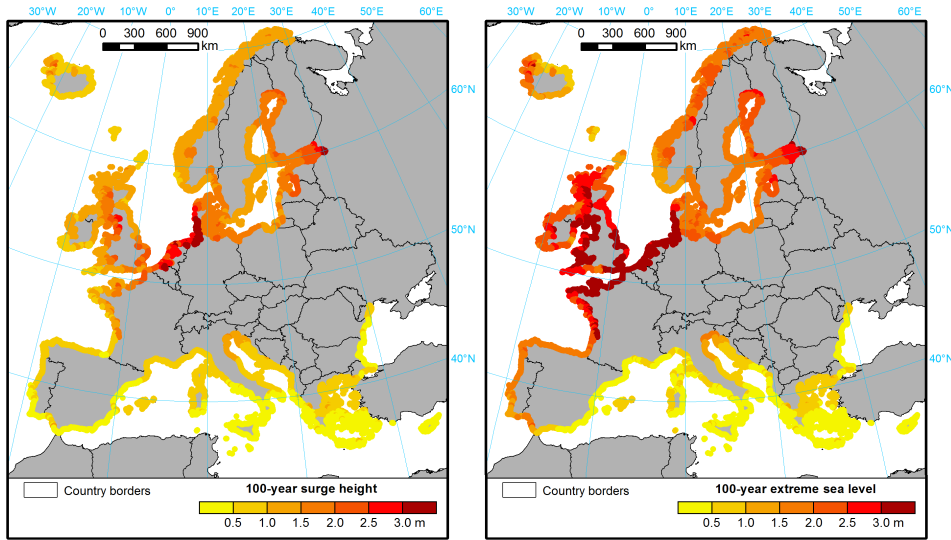 30°W 20°W 10°W 0° 10°E 20°E 30°E 40°E 50°E 60°E
0 300 600 900 km
60°N
50°N
40°N
Country borders
100-year surge height
0.5 1.0 1.5 2.0 2.5 3.0 m
30°W 20°W 10°W 0° 10°E 20°E 30°E 40°E 50°E 60°E
0 300 600 900 km
60°N
50°N
40°N
Country borders
100-year extreme sea level
0.5 1.0 1.5 2.0 2.5 3.0 m